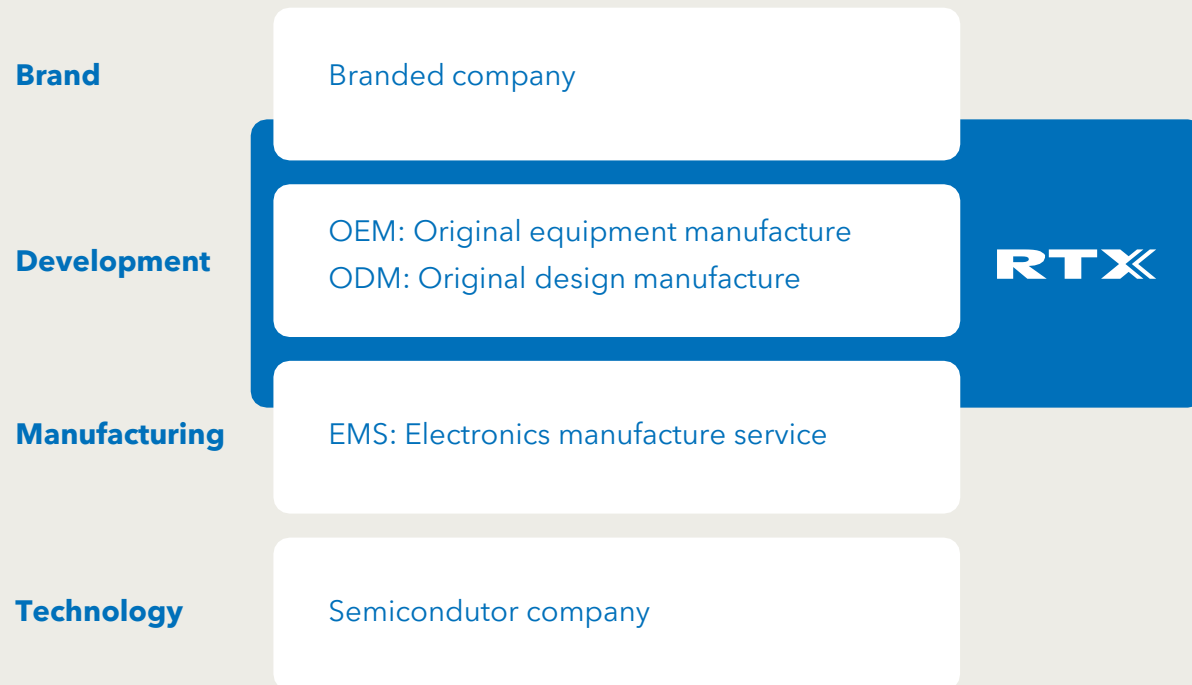 Brand
Branded company
Development
OEM: Original equipment manufacture
ODM: Original design manufacture
RTX
Manufacturing
EMS: Electronics manufacture service
Technology
Semicondutor company